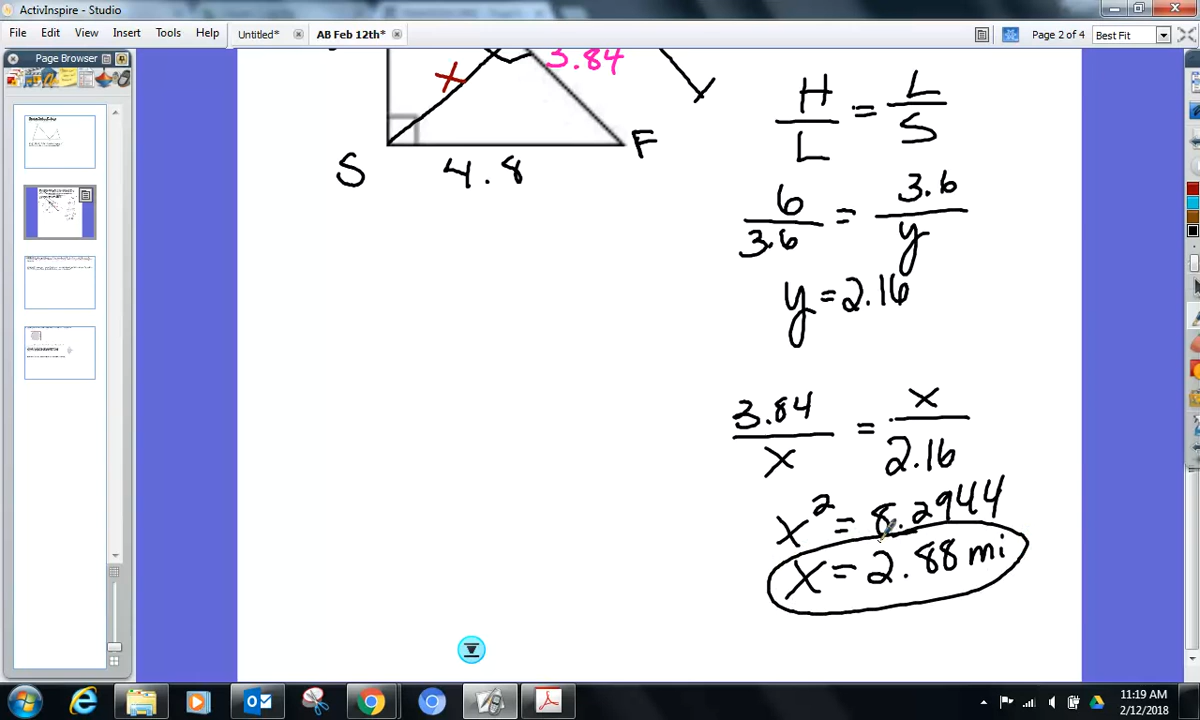 ActivInspire - Studio
File Edit View Insert Tools Help Untitled* AB Feb 12th* Page 2 of 4 Best Fit
Page Browser
3.84
x
S 4.8 F
H/L = L/S
6/3.6 = 3.6/y
y = 2.16
3.84/x = x/2.16
x² = 8.2944
x = 2.88 mi
11:19 AM
2/12/2018